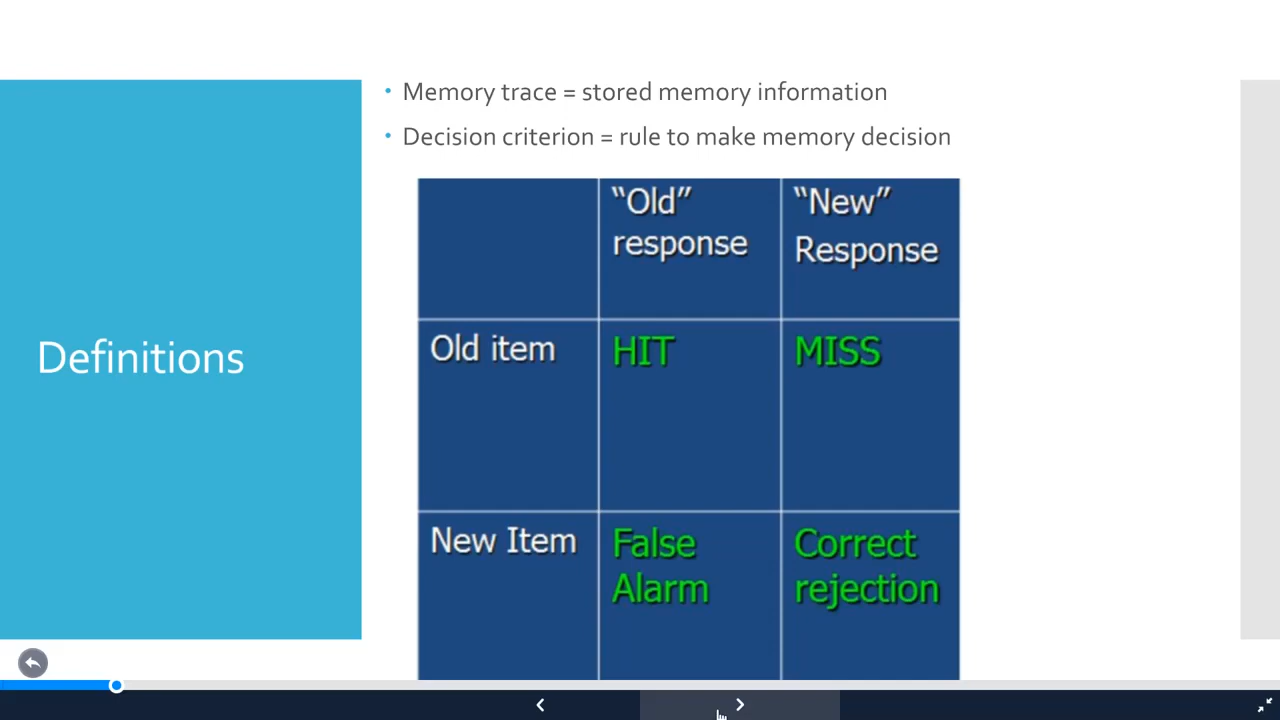 Memory trace = stored memory information
Decision criterion = rule to make memory decision
Definitions
“Old” response
“New” Response
Old item
HIT
MISS
New Item
False Alarm
Correct rejection